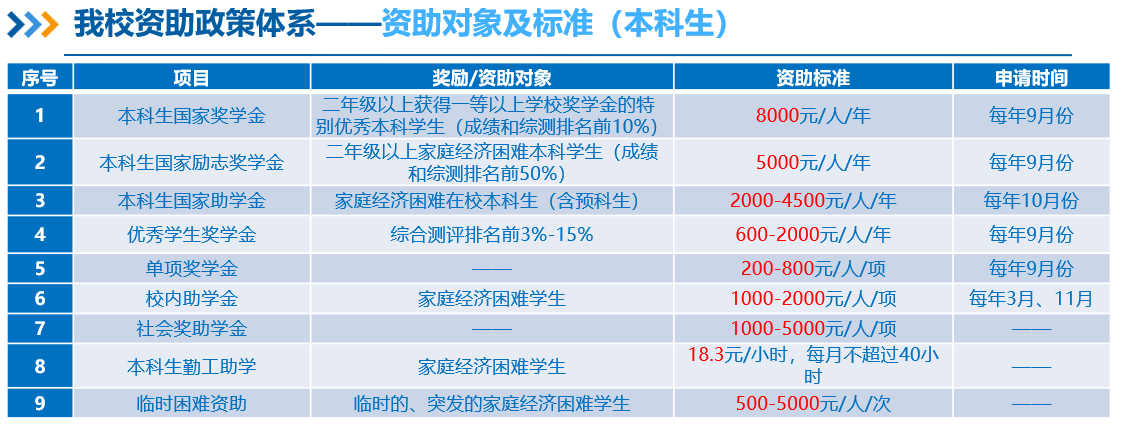 我校资助政策体系——资助对象及标准（本科生）
序号 项目 奖励/资助对象 资助标准 申请时间
1 本科生国家奖学金 二年级以上获得一等以上学校奖学金的特
别优秀本科学生（成绩和综测排名前10%） 8000元/人/年 每年9月份
2 本科生国家励志奖学金 二年级以上家庭经济困难本科学生（成绩
和综测排名前50%） 5000元/人/年 每年9月份
3 本科生国家助学金 家庭经济困难在校本科生（含预科生） 2000-4500元/人/年 每年10月份
4 优秀学生奖学金 综合测评排名前3%-15% 600-2000元/人/年 每年9月份
5 单项奖学金 —— 200-800元/人/项 每年9月份
6 校内助学金 家庭经济困难学生 1000-2000元/人/项 每年3月、11月
7 社会奖助学金 —— 1000-5000元/人/项 ——
8 本科生勤工助学 家庭经济困难学生 18.3元/小时，每月不超过40小
时 ——
9 临时困难资助 临时的、突发的家庭经济困难学生 500-5000元/人/次 ——